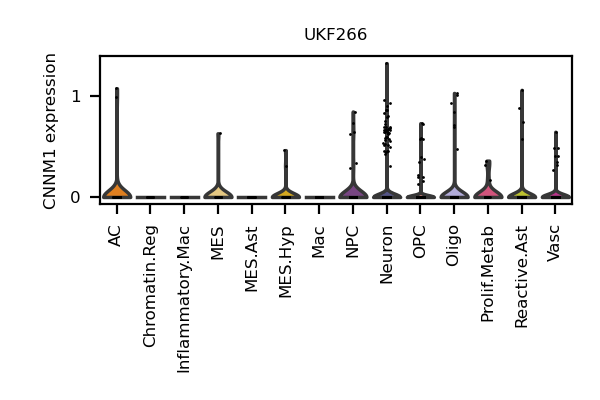 UKF266
CNNM1 expression
1
0
AC
Chromatin.Reg
Inflammatory.Mac
MES
MES.Ast
MES.Hyp
Mac
NPC
Neuron
OPC
Oligo
Prolif.Metab
Reactive.Ast
Vasc